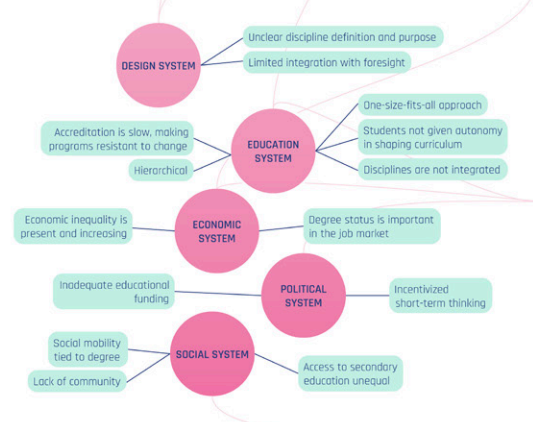 DESIGN SYSTEM
Unclear discipline definition and purpose
Limited integration with foresight
EDUCATION
SYSTEM
Accreditation is slow, making
programs resistant to change
Hierarchical
One-size-fits-all approach
Students not given autonomy
in shaping curriculum
Disciplines are not integrated
ECONOMIC
SYSTEM
Economic inequality is
present and increasing
Degree status is important
in the job market
POLITICAL
SYSTEM
Inadequate educational
funding
Incentivized
short-term thinking
SOCIAL SYSTEM
Social mobility
tied to degree
Lack of community
Access to secondary
education unequal